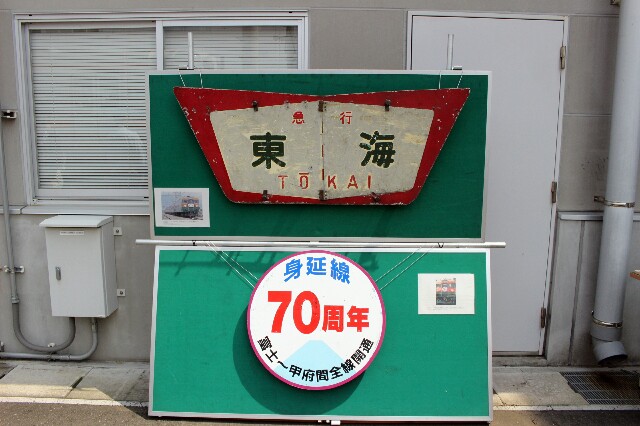 急行
東海
TŌKAI
身延線
70周年
富士〜甲府間全線開通